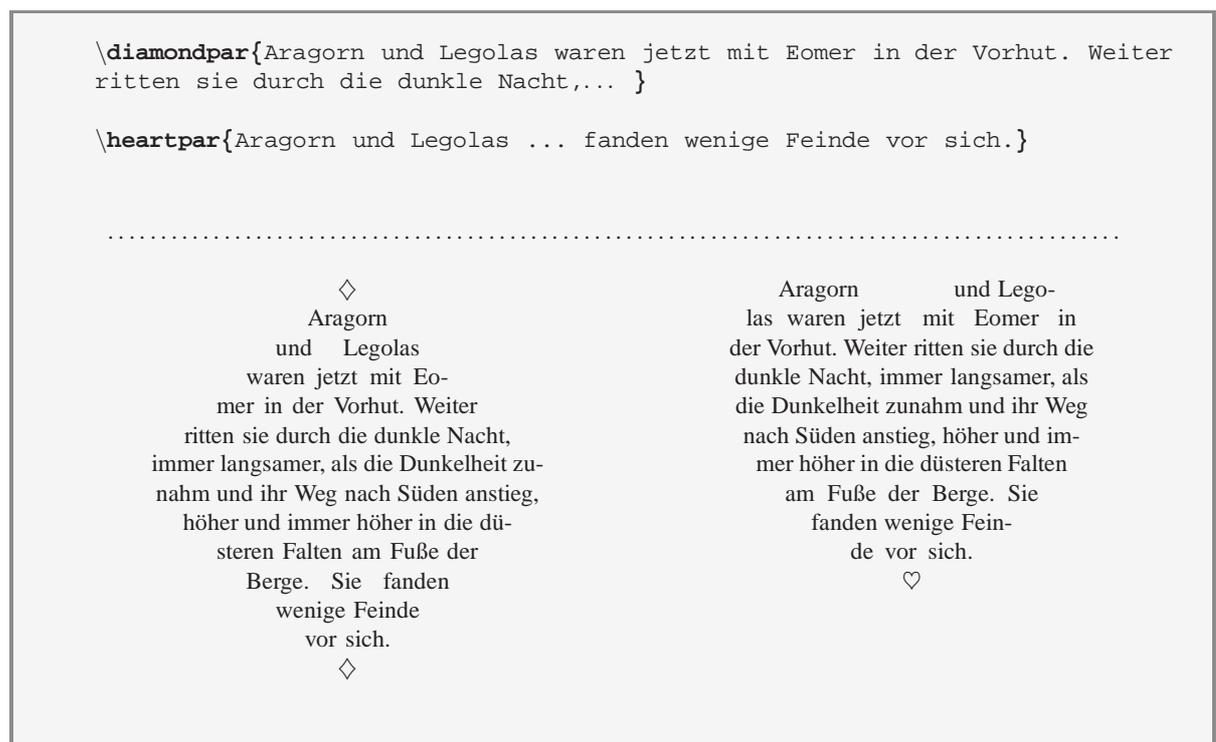 \diamondpar{Aragorn und Legolas waren jetzt mit Eomer in der Vorhut. Weiter
ritten sie durch die dunkle Nacht,... }
\heartpar{Aragorn und Legolas ... fanden wenige Feinde vor sich.}
♢
Aragorn
und Legolas
waren jetzt mit Eo-
mer in der Vorhut. Weiter
ritten sie durch die dunkle Nacht,
immer langsamer, als die Dunkelheit zu-
nahm und ihr Weg nach Süden anstieg,
höher und immer höher in die dü-
steren Falten am Fuße der
Berge. Sie fanden
wenige Feinde
vor sich.
♢
Aragorn und Lego-
las waren jetzt mit Eomer in
der Vorhut. Weiter ritten sie durch die
dunkle Nacht, immer langsamer, als
die Dunkelheit zunahm und ihr Weg
nach Süden anstieg, höher und im-
mer höher in die düsteren Falten
am Fuße der Berge. Sie
fanden wenige Fein-
de vor sich.
♡